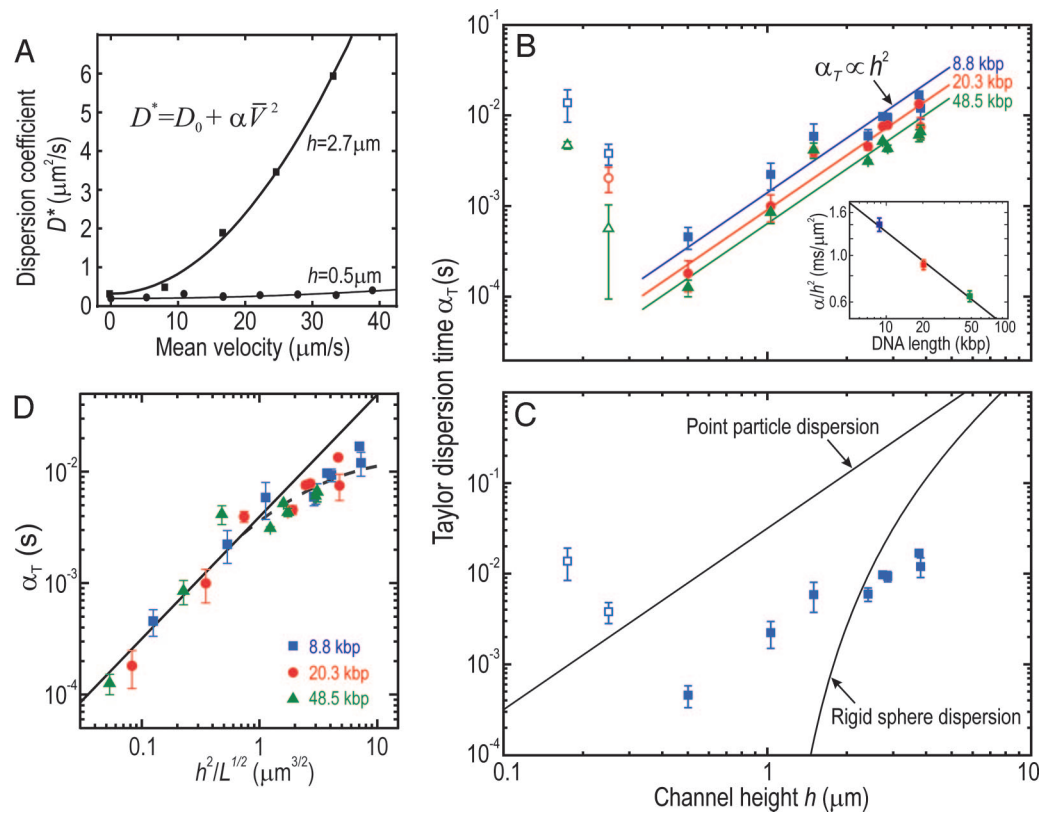 A
Dispersion coefficient
D* (μm²/s)
6
5
4
3
2
1
0
D*=D₀+αV̄²
h=2.7μm
h=0.5μm
0
10
20
30
40
Mean velocity (μm/s)
B
Taylor dispersion time α_T(s)
10⁻¹
10⁻²
10⁻³
10⁻⁴
α_T∝h²
8.8 kbp
20.3 kbp
48.5 kbp
α/h² (ms/μm²)
1.6
1.0
0.6
10
20
50
100
DNA length (kbp)
D
α_T (s)
10⁻²
10⁻³
10⁻⁴
8.8 kbp
20.3 kbp
48.5 kbp
0.1
1
10
h²/L^1/2 (μm^3/2)
C
10⁻¹
10⁻²
10⁻³
10⁻⁴
Point particle dispersion
Rigid sphere dispersion
0.1
1
10
Channel height h (μm)